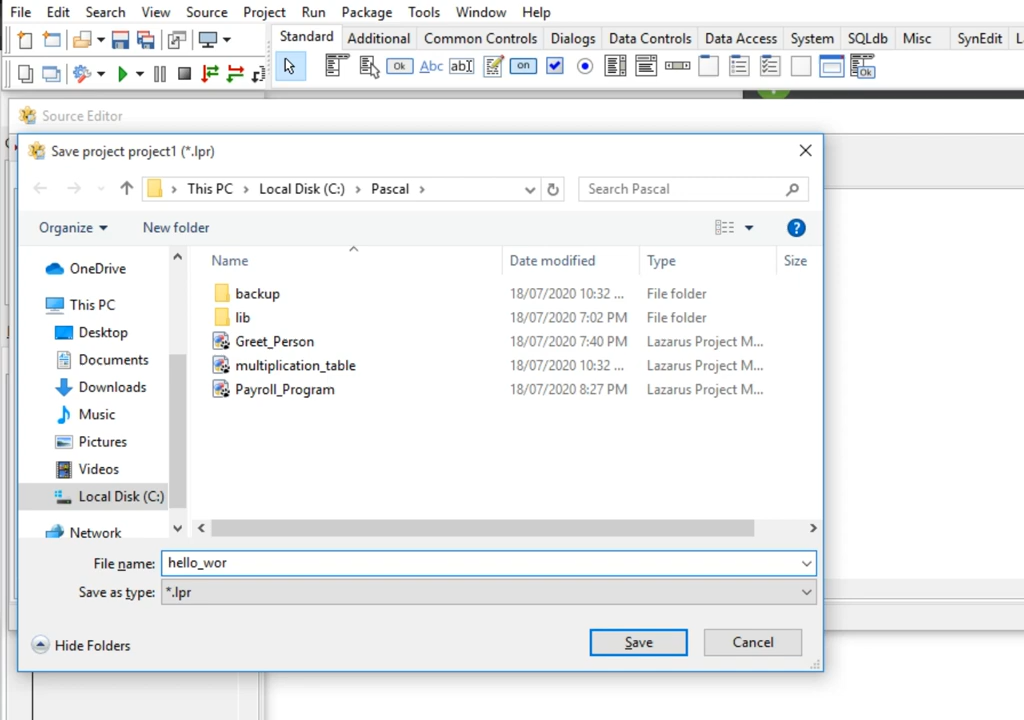 File Edit Search View Source Project Run Package Tools Window Help
Standard Additional Common Controls Dialogs Data Controls Data Access System SQLdb Misc SynEdit
Ok Abc abI on Ok
Source Editor
Save project project1 (*.lpr)
This PC Local Disk (C:) Pascal Search Pascal
Organize New folder
Name Date modified Type Size
OneDrive
This PC
Desktop
Documents
Downloads
Music
Pictures
Videos
Local Disk (C:)
Network
backup 18/07/2020 10:32 ... File folder
lib 18/07/2020 7:02 PM File folder
Greet_Person 18/07/2020 7:40 PM Lazarus Project M...
multiplication_table 18/07/2020 10:32 ... Lazarus Project M...
Payroll_Program 18/07/2020 8:27 PM Lazarus Project M...
File name: hello_wor
Save as type: *.lpr
Hide Folders Save Cancel